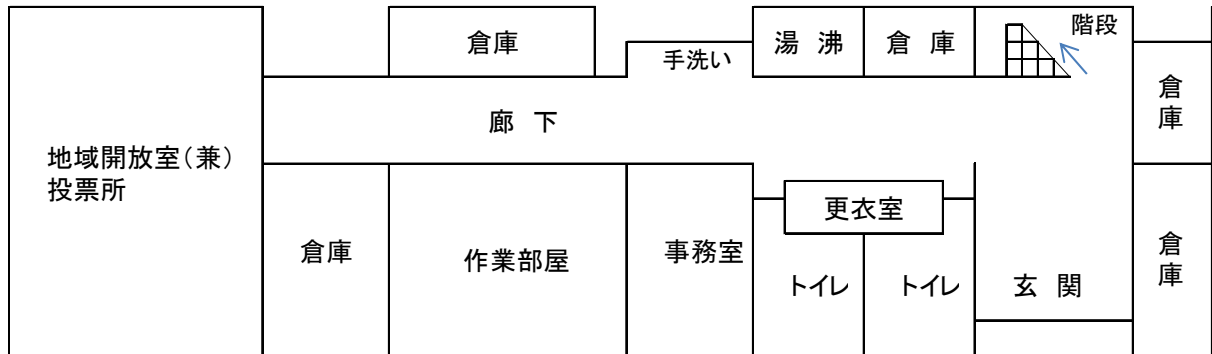 倉庫
手洗い
湯 沸
倉 庫
階段
倉庫
廊 下
地域開放室(兼)
投票所
倉庫
作業部屋
事務室
更衣室
トイレ
トイレ
玄 関
倉庫